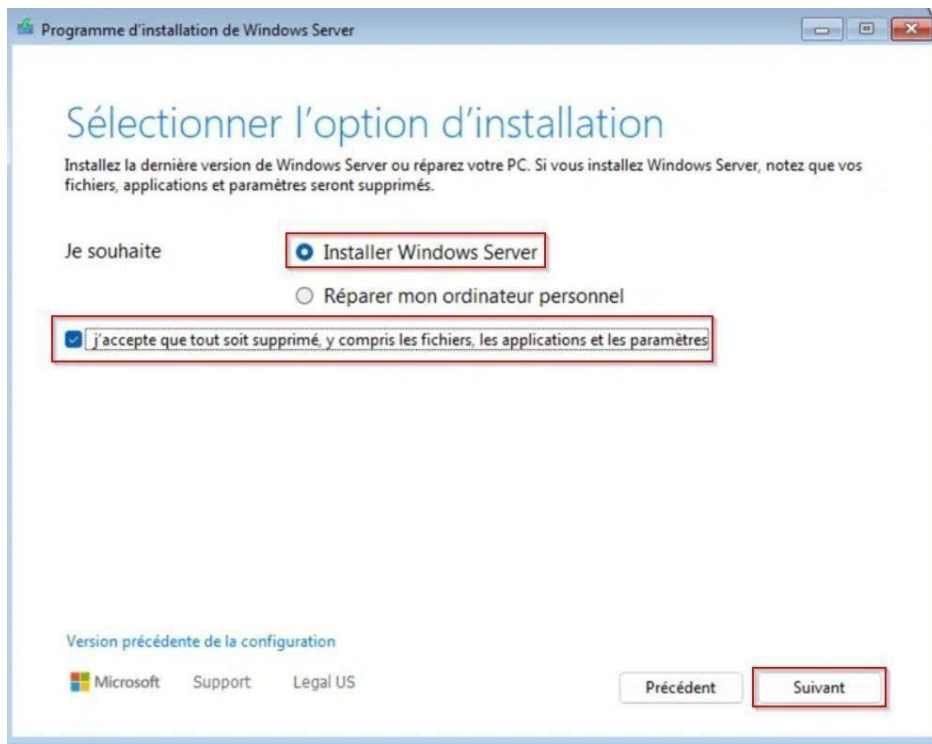 Programme d'installation de Windows Server
Sélectionner l'option d'installation
Installez la dernière version de Windows Server ou réparez votre PC. Si vous installez Windows Server, notez que vos
fichiers, applications et paramètres seront supprimés.
Je souhaite
Installer Windows Server
Réparer mon ordinateur personnel
j'accepte que tout soit supprimé, y compris les fichiers, les applications et les paramètres
Version précédente de la configuration
Microsoft Support Legal US
Précédent Suivant